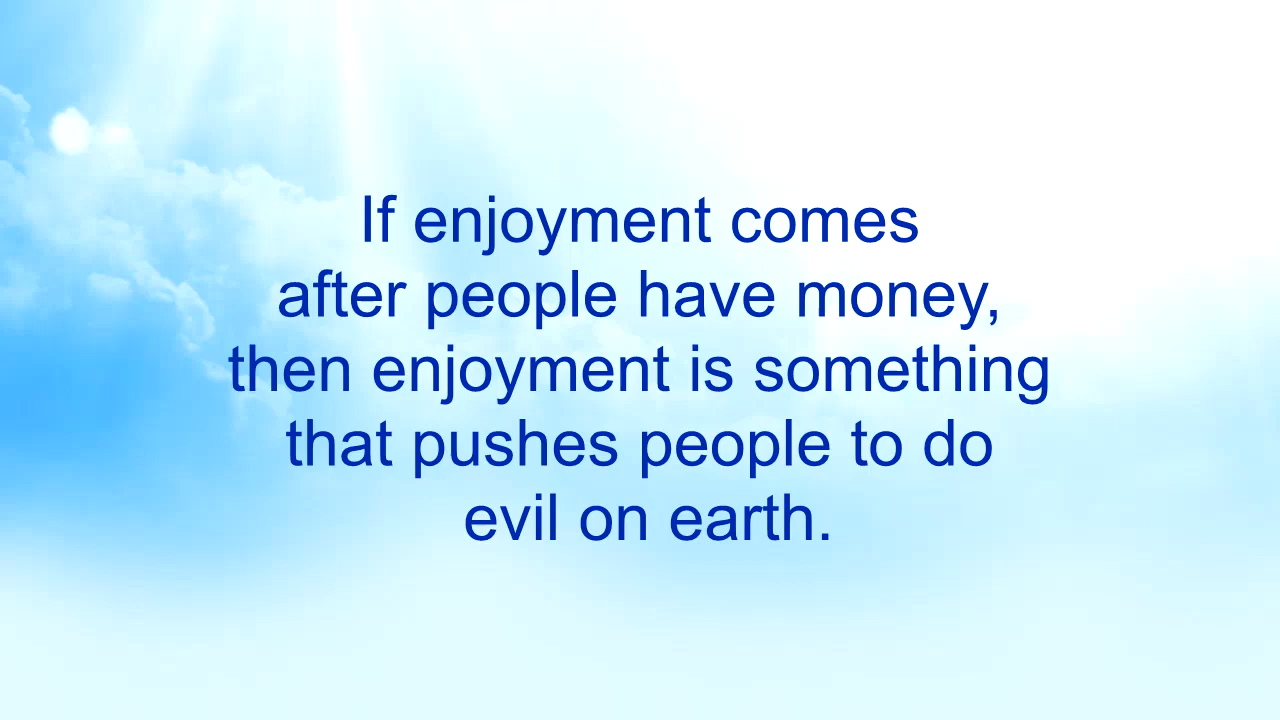 If enjoyment comes
after people have money,
then enjoyment is something
that pushes people to do
evil on earth.